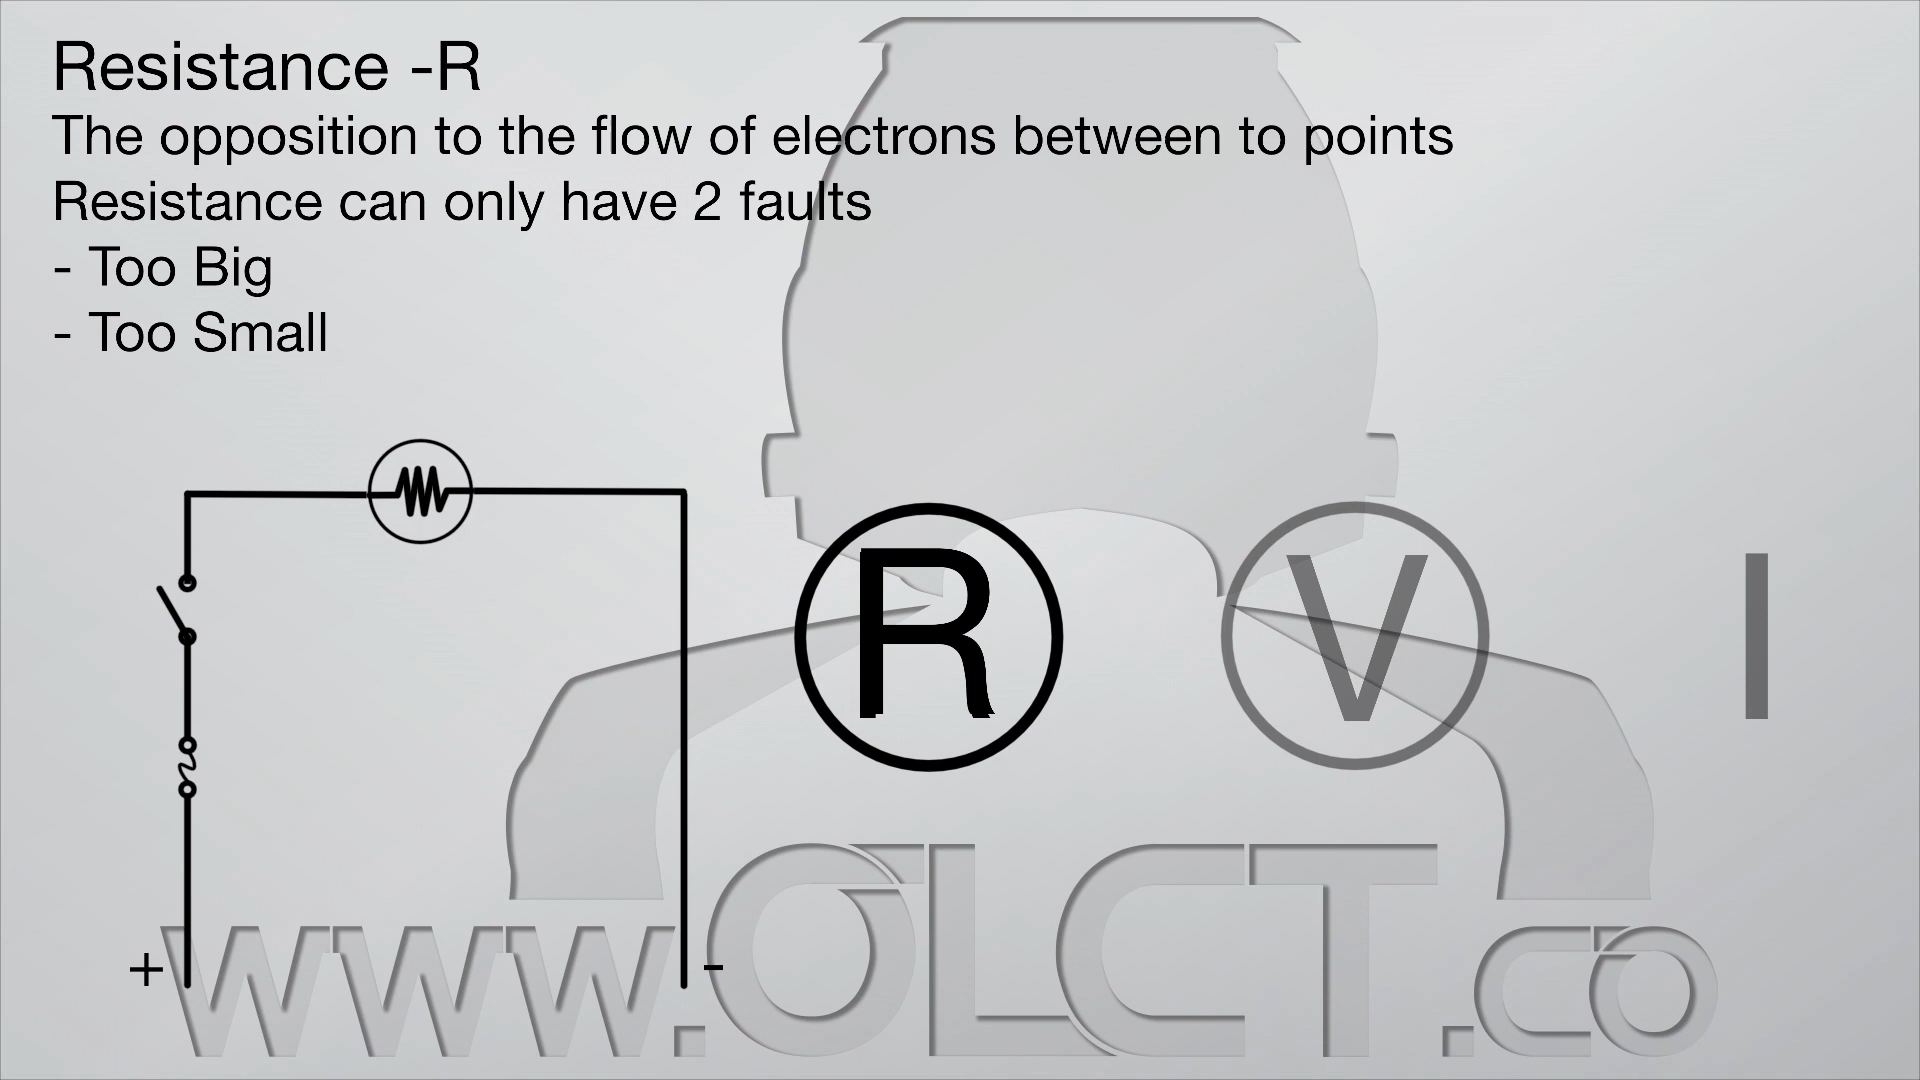 Resistance -R
The opposition to the flow of electrons between to points
Resistance can only have 2 faults
- Too Big
- Too Small
R V I
+ -
www.OLCT.co